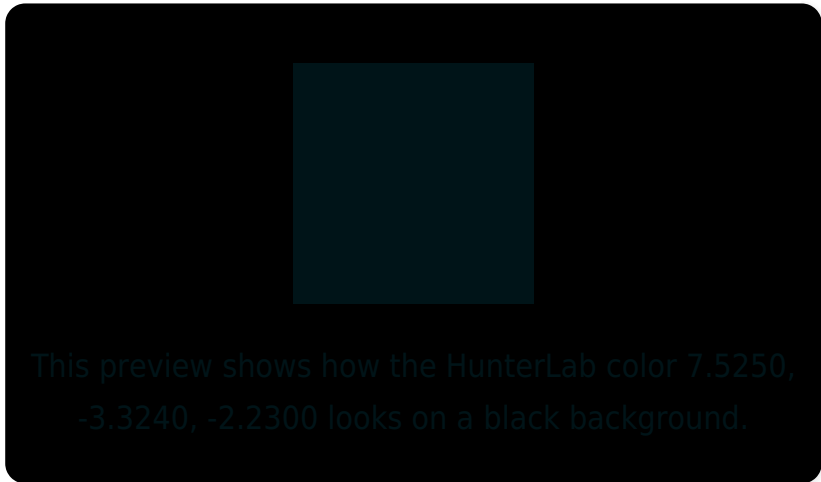 This preview shows how the HunterLab color 7.5250,
-3.3240, -2.2300 looks on a black background.